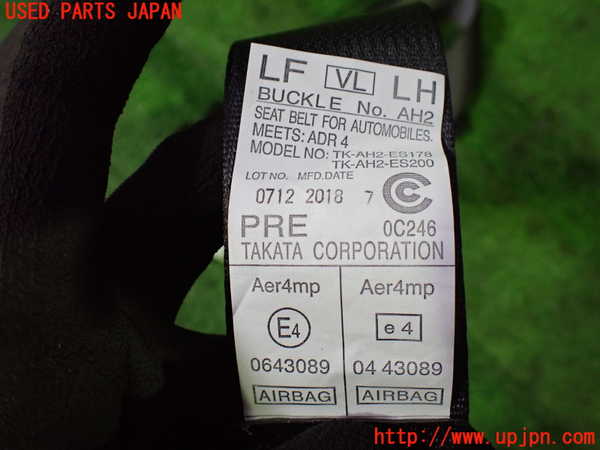 USED PARTS JAPAN
LF VL LH
BUCKLE No. AH2
SEAT BELT FOR AUTOMOBILES.
MEETS: ADR 4
MODEL NO: TK-AH2-ES178
TK-AH2-ES200
LOT NO. MFD.DATE
0712 2018 7
PRE 0C246
TAKATA CORPORATION
Aer4mp Aer4mp
E4 e4
0643089 04 43089
AIRBAG AIRBAG
http://www.upjpn.com